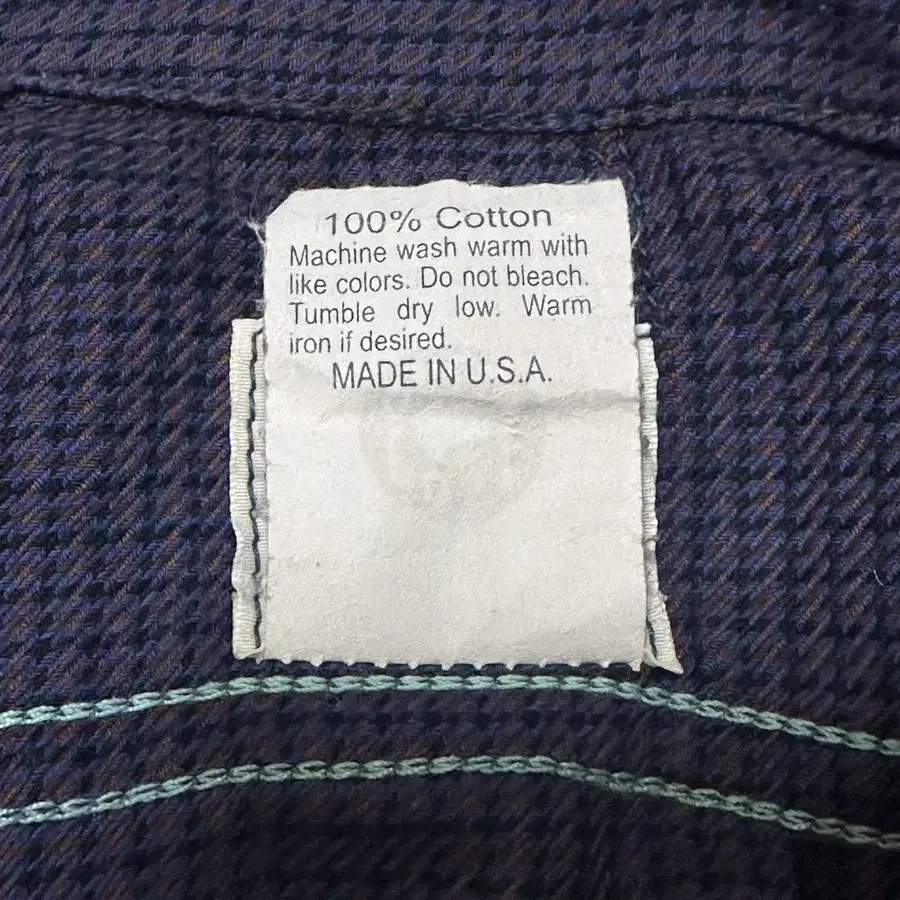 100% Cotton
Machine wash warm with
like colors. Do not bleach.
Tumble dry low. Warm
iron if desired.
MADE IN U.S.A.